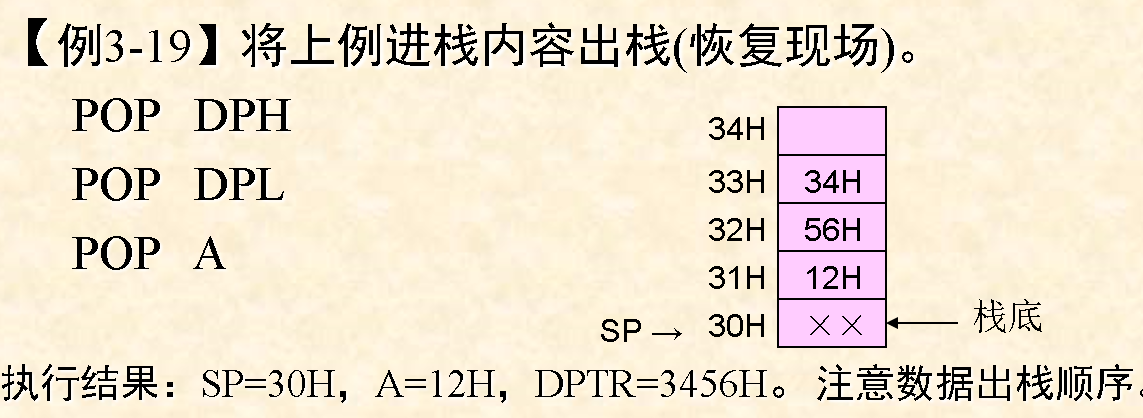 【例3-19】将上例进栈内容出栈(恢复现场)。
POP DPH
POP DPL
POP A
34H
33H 34H
32H 56H
31H 12H
SP → 30H ×× ← 栈底
执行结果：SP=30H，A=12H，DPTR=3456H。注意数据出栈顺序.